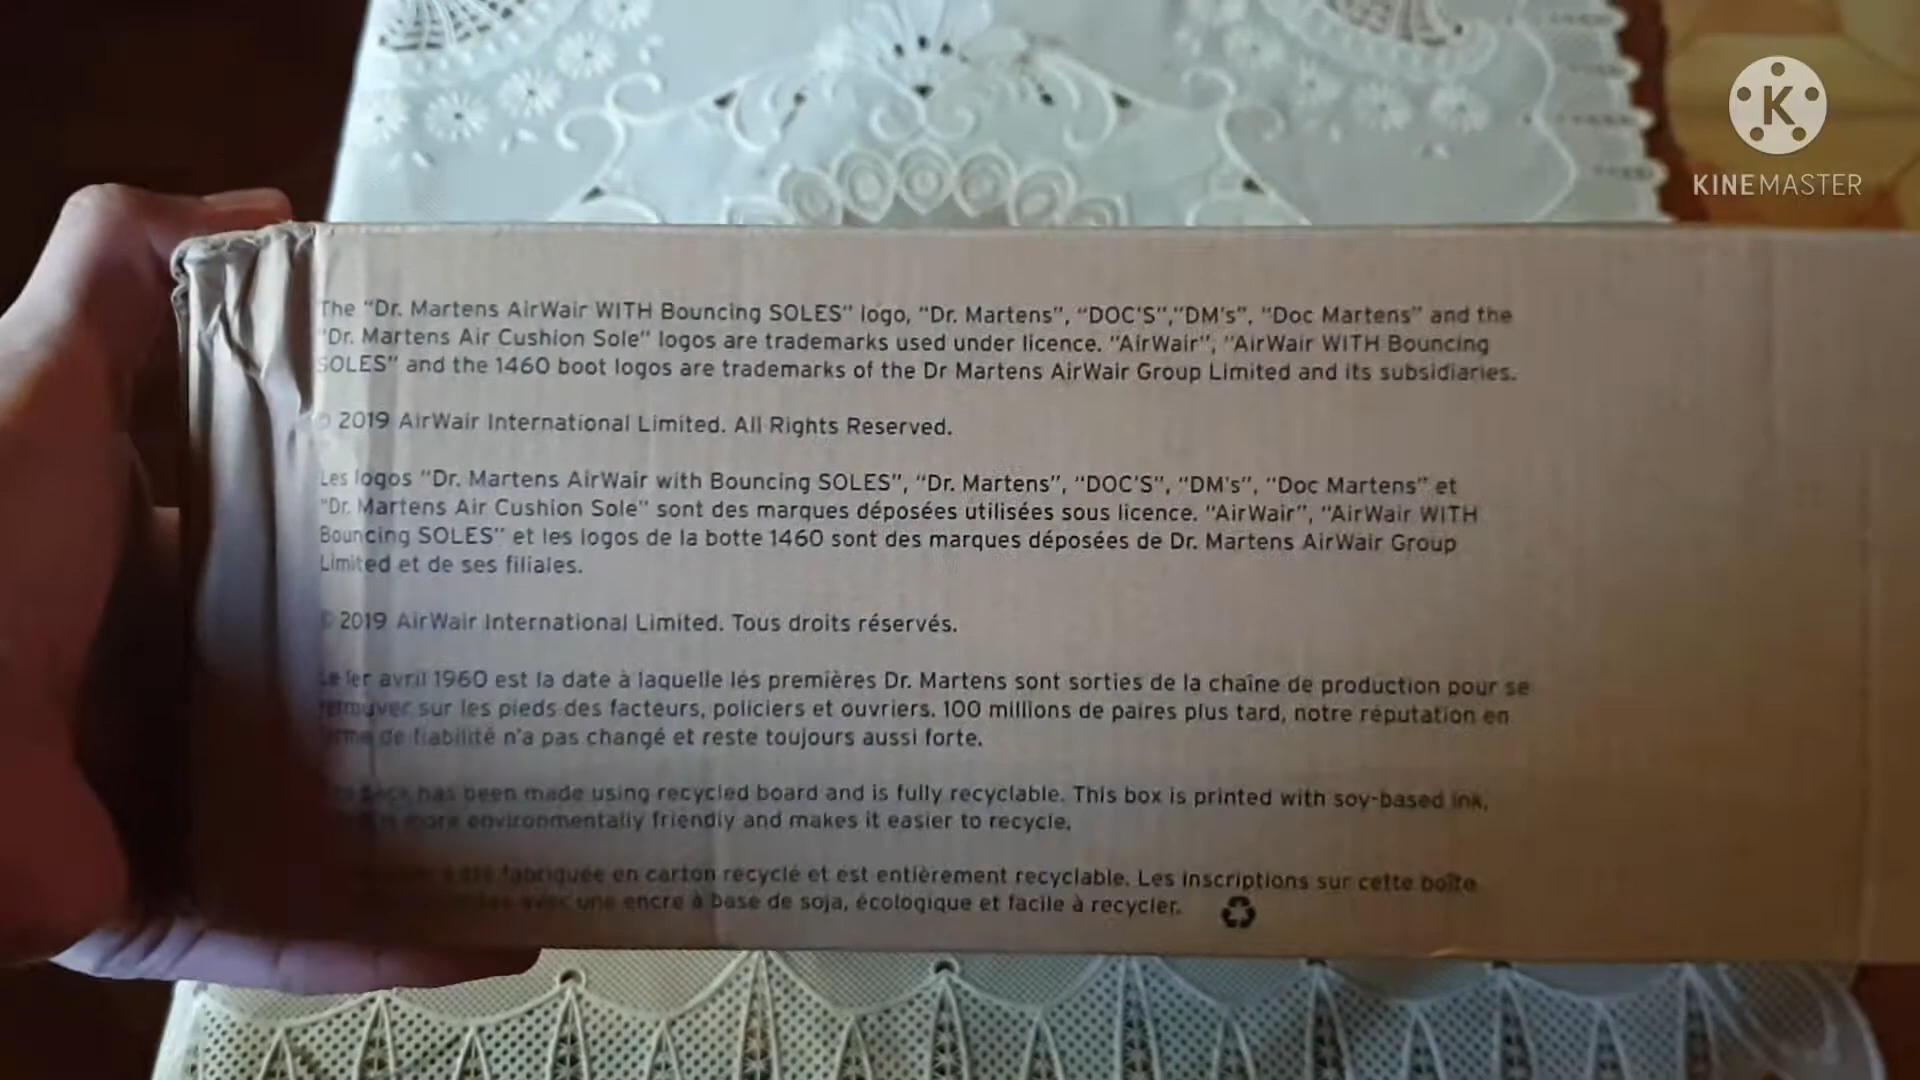 K
KINEMASTER
The “Dr. Martens AirWair WITH Bouncing SOLES” logo, “Dr. Martens”, “DOC'S”,“DM's”, “Doc Martens” and the
“Dr. Martens Air Cushion Sole” logos are trademarks used under licence. “AirWair”, “AirWair WITH Bouncing
SOLES” and the 1460 boot logos are trademarks of the Dr Martens AirWair Group Limited and its subsidiaries.
© 2019 AirWair International Limited. All Rights Reserved.
Les logos “Dr. Martens AirWair with Bouncing SOLES”, “Dr. Martens”, “DOC'S”, “DM's”, “Doc Martens” et
“Dr. Martens Air Cushion Sole” sont des marques déposées utilisées sous licence. “AirWair”, “AirWair WITH
Bouncing SOLES” et les logos de la botte 1460 sont des marques déposées de Dr. Martens AirWair Group
Limited et de ses filiales.
© 2019 AirWair International Limited. Tous droits réservés.
Le 1er avril 1960 est la date à laquelle les premières Dr. Martens sont sorties de la chaîne de production pour se
retrouver sur les pieds des facteurs, policiers et ouvriers. 100 millions de paires plus tard, notre réputation en
terme de fiabilité n'a pas changé et reste toujours aussi forte.
has been made using recycled board and is fully recyclable. This box is printed with soy-based ink,
is more environmentally friendly and makes it easier to recycle.
été fabriquée en carton recyclé et est entièrement recyclable. Les inscriptions sur cette boîte
avec une encre à base de soja, écologique et facile à recycler.